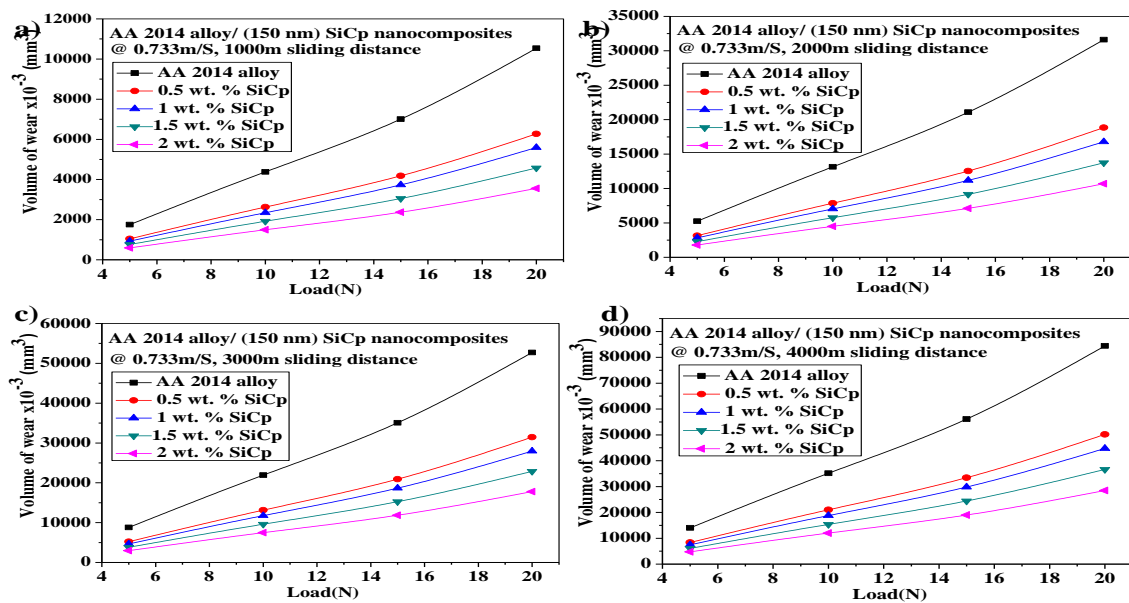 a)
AA 2014 alloy/ (150 nm) SiCp nanocomposites
@ 0.733m/S, 1000m sliding distance
AA 2014 alloy
0.5 wt. % SiCp
1 wt. % SiCp
1.5 wt. % SiCp
2 wt. % SiCp
Volume of wear x10⁻³ (mm³)
12000
10000
8000
6000
4000
2000
0
4 6 8 10 12 14 16 18 20
Load(N)
b)
AA 2014 alloy/ (150 nm) SiCp nanocomposites
@ 0.733m/S, 2000m sliding distance
AA 2014 alloy
0.5 wt. % SiCp
1 wt. % SiCp
1.5 wt. % SiCp
2 wt. % SiCp
Volume of wear x10⁻³ (mm³)
35000
30000
25000
20000
15000
10000
5000
0
4 6 8 10 12 14 16 18 20
Load(N)
c)
AA 2014 alloy/ (150 nm) SiCp nanocomposites
@ 0.733m/S, 3000m sliding distance
AA 2014 alloy
0.5 wt. % SiCp
1 wt. % SiCp
1.5 wt. % SiCp
2 wt. % SiCp
Volume of wear x10⁻³ (mm³)
60000
50000
40000
30000
20000
10000
0
4 6 8 10 12 14 16 18 20
Load(N)
d)
AA 2014 alloy/ (150 nm) SiCp nanocomposites
@ 0.733m/S, 4000m sliding distance
AA 2014 alloy
0.5 wt. % SiCp
1 wt. % SiCp
1.5 wt. % SiCp
2 wt. % SiCp
Volume of wear x10⁻³ (mm³)
90000
80000
70000
60000
50000
40000
30000
20000
10000
0
4 6 8 10 12 14 16 18 20
Load(N)